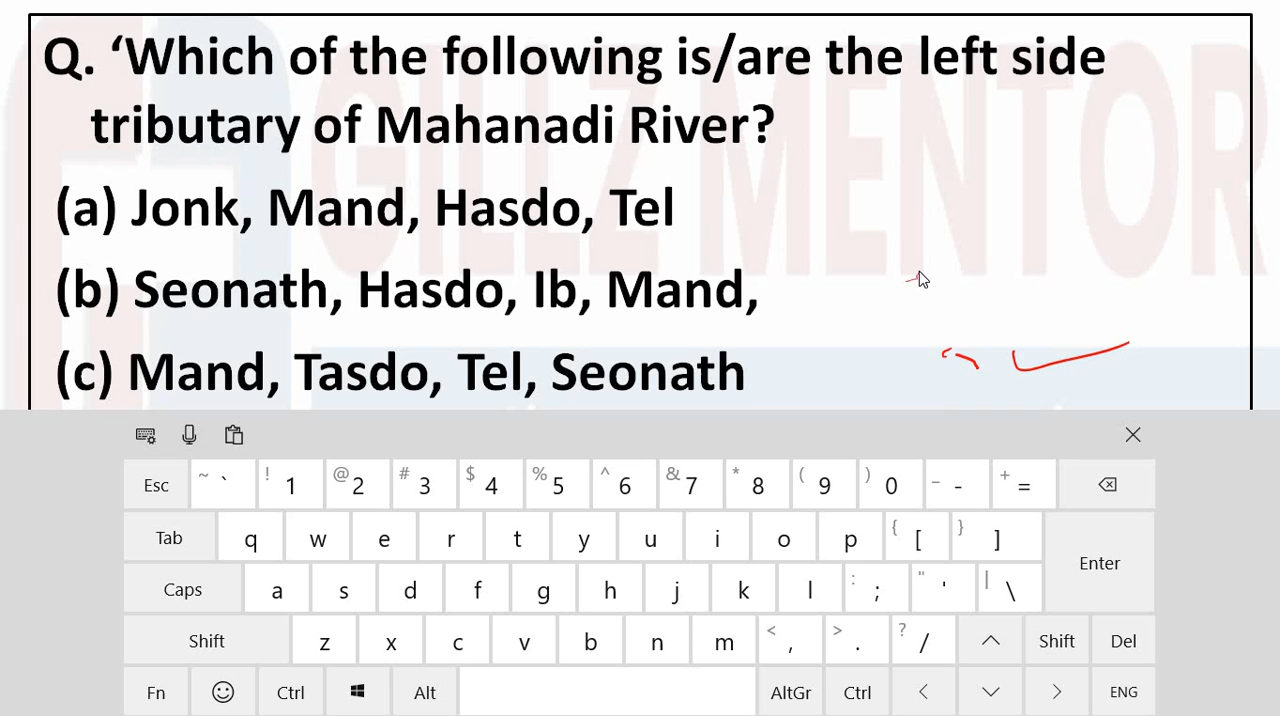 Q. ‘Which of the following is/are the left side
tributary of Mahanadi River?
(a) Jonk, Mand, Hasdo, Tel
(b) Seonath, Hasdo, Ib, Mand,
(c) Mand, Tasdo, Tel, Seonath
GILLZ MENTOR
Esc ~ ` ! 1 @ 2 # 3 $ 4 % 5 ^ 6 & 7 * 8 ( 9 ) 0 _ - + =
Tab q w e r t y u i o p { [ } ]
Enter
Caps a s d f g h j k l : ; " ' | \
Shift z x c v b n m < , > . ? / Shift Del
Fn Ctrl Alt AltGr Ctrl < > ENG